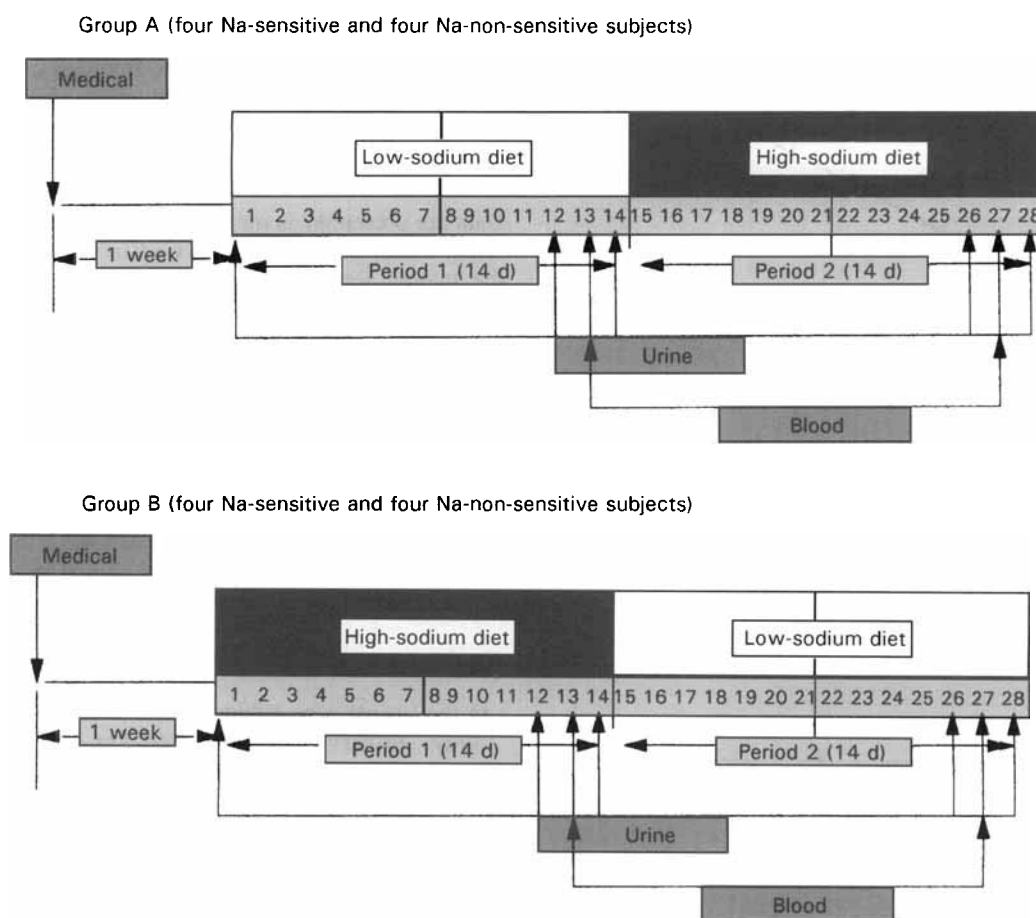 Group A (four Na-sensitive and four Na-non-sensitive subjects)
Medical
Low-sodium diet
High-sodium diet
1 2 3 4 5 6 7 8 9 10 11 12 13 14 15 16 17 18 19 20 21 22 23 24 25 26 27 28
1 week
Period 1 (14 d)
Period 2 (14 d)
Urine
Blood
Group B (four Na-sensitive and four Na-non-sensitive subjects)
Medical
High-sodium diet
Low-sodium diet
1 2 3 4 5 6 7 8 9 10 11 12 13 14 15 16 17 18 19 20 21 22 23 24 25 26 27 28
1 week
Period 1 (14 d)
Period 2 (14 d)
Urine
Blood